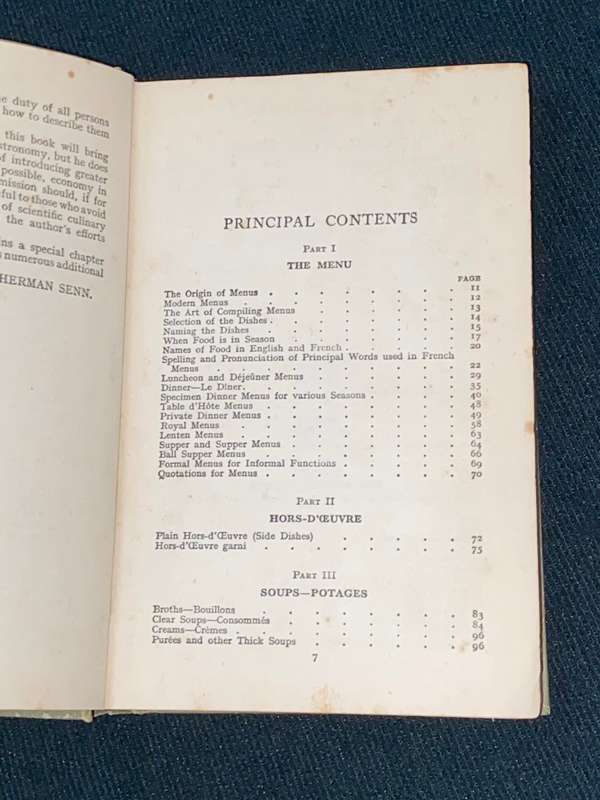 e duty of all persons
how to describe them
this book will bring
stronomy, but he does
of introducing greater
possible, economy in
mission should, if for
ful to those who avoid
of scientific culinary
the author's efforts
ns a special chapter
s numerous additional
HERMAN SENN.
PRINCIPAL CONTENTS
PART I
THE MENU
PAGE
The Origin of Menus . . . . . . . 11
Modern Menus . . . . . . . 12
The Art of Compiling Menus . . . . . . 13
Selection of the Dishes . . . . . . . 14
Naming the Dishes . . . . . . . 15
When Food is in Season . . . . . . 17
Names of Food in English and French . . . . . 20
Spelling and Pronunciation of Principal Words used in French
Menus . . . . . . . . 22
Luncheon and Déjeûner Menus . . . . . . 29
Dinner—Le Dîner . . . . . . . 35
Specimen Dinner Menus for various Seasons . . . . . 40
Table d'Hôte Menus . . . . . . . 48
Private Dinner Menus . . . . . . . 49
Royal Menus . . . . . . . 58
Lenten Menus . . . . . . . 63
Supper and Supper Menus . . . . . . 64
Ball Supper Menus . . . . . . . 66
Formal Menus for Informal Functions . . . . . 69
Quotations for Menus . . . . . . . 70
PART II
HORS-D'ŒUVRE
Plain Hors-d'Œuvre (Side Dishes) . . . . . 72
Hors-d'Œuvre garni . . . . . . . 75
PART III
SOUPS—POTAGES
Broths—Bouillons . . . . . . . 83
Clear Soups—Consommés . . . . . . 84
Creams—Crèmes . . . . . . . 96
Purées and other Thick Soups . . . . . . 96
7